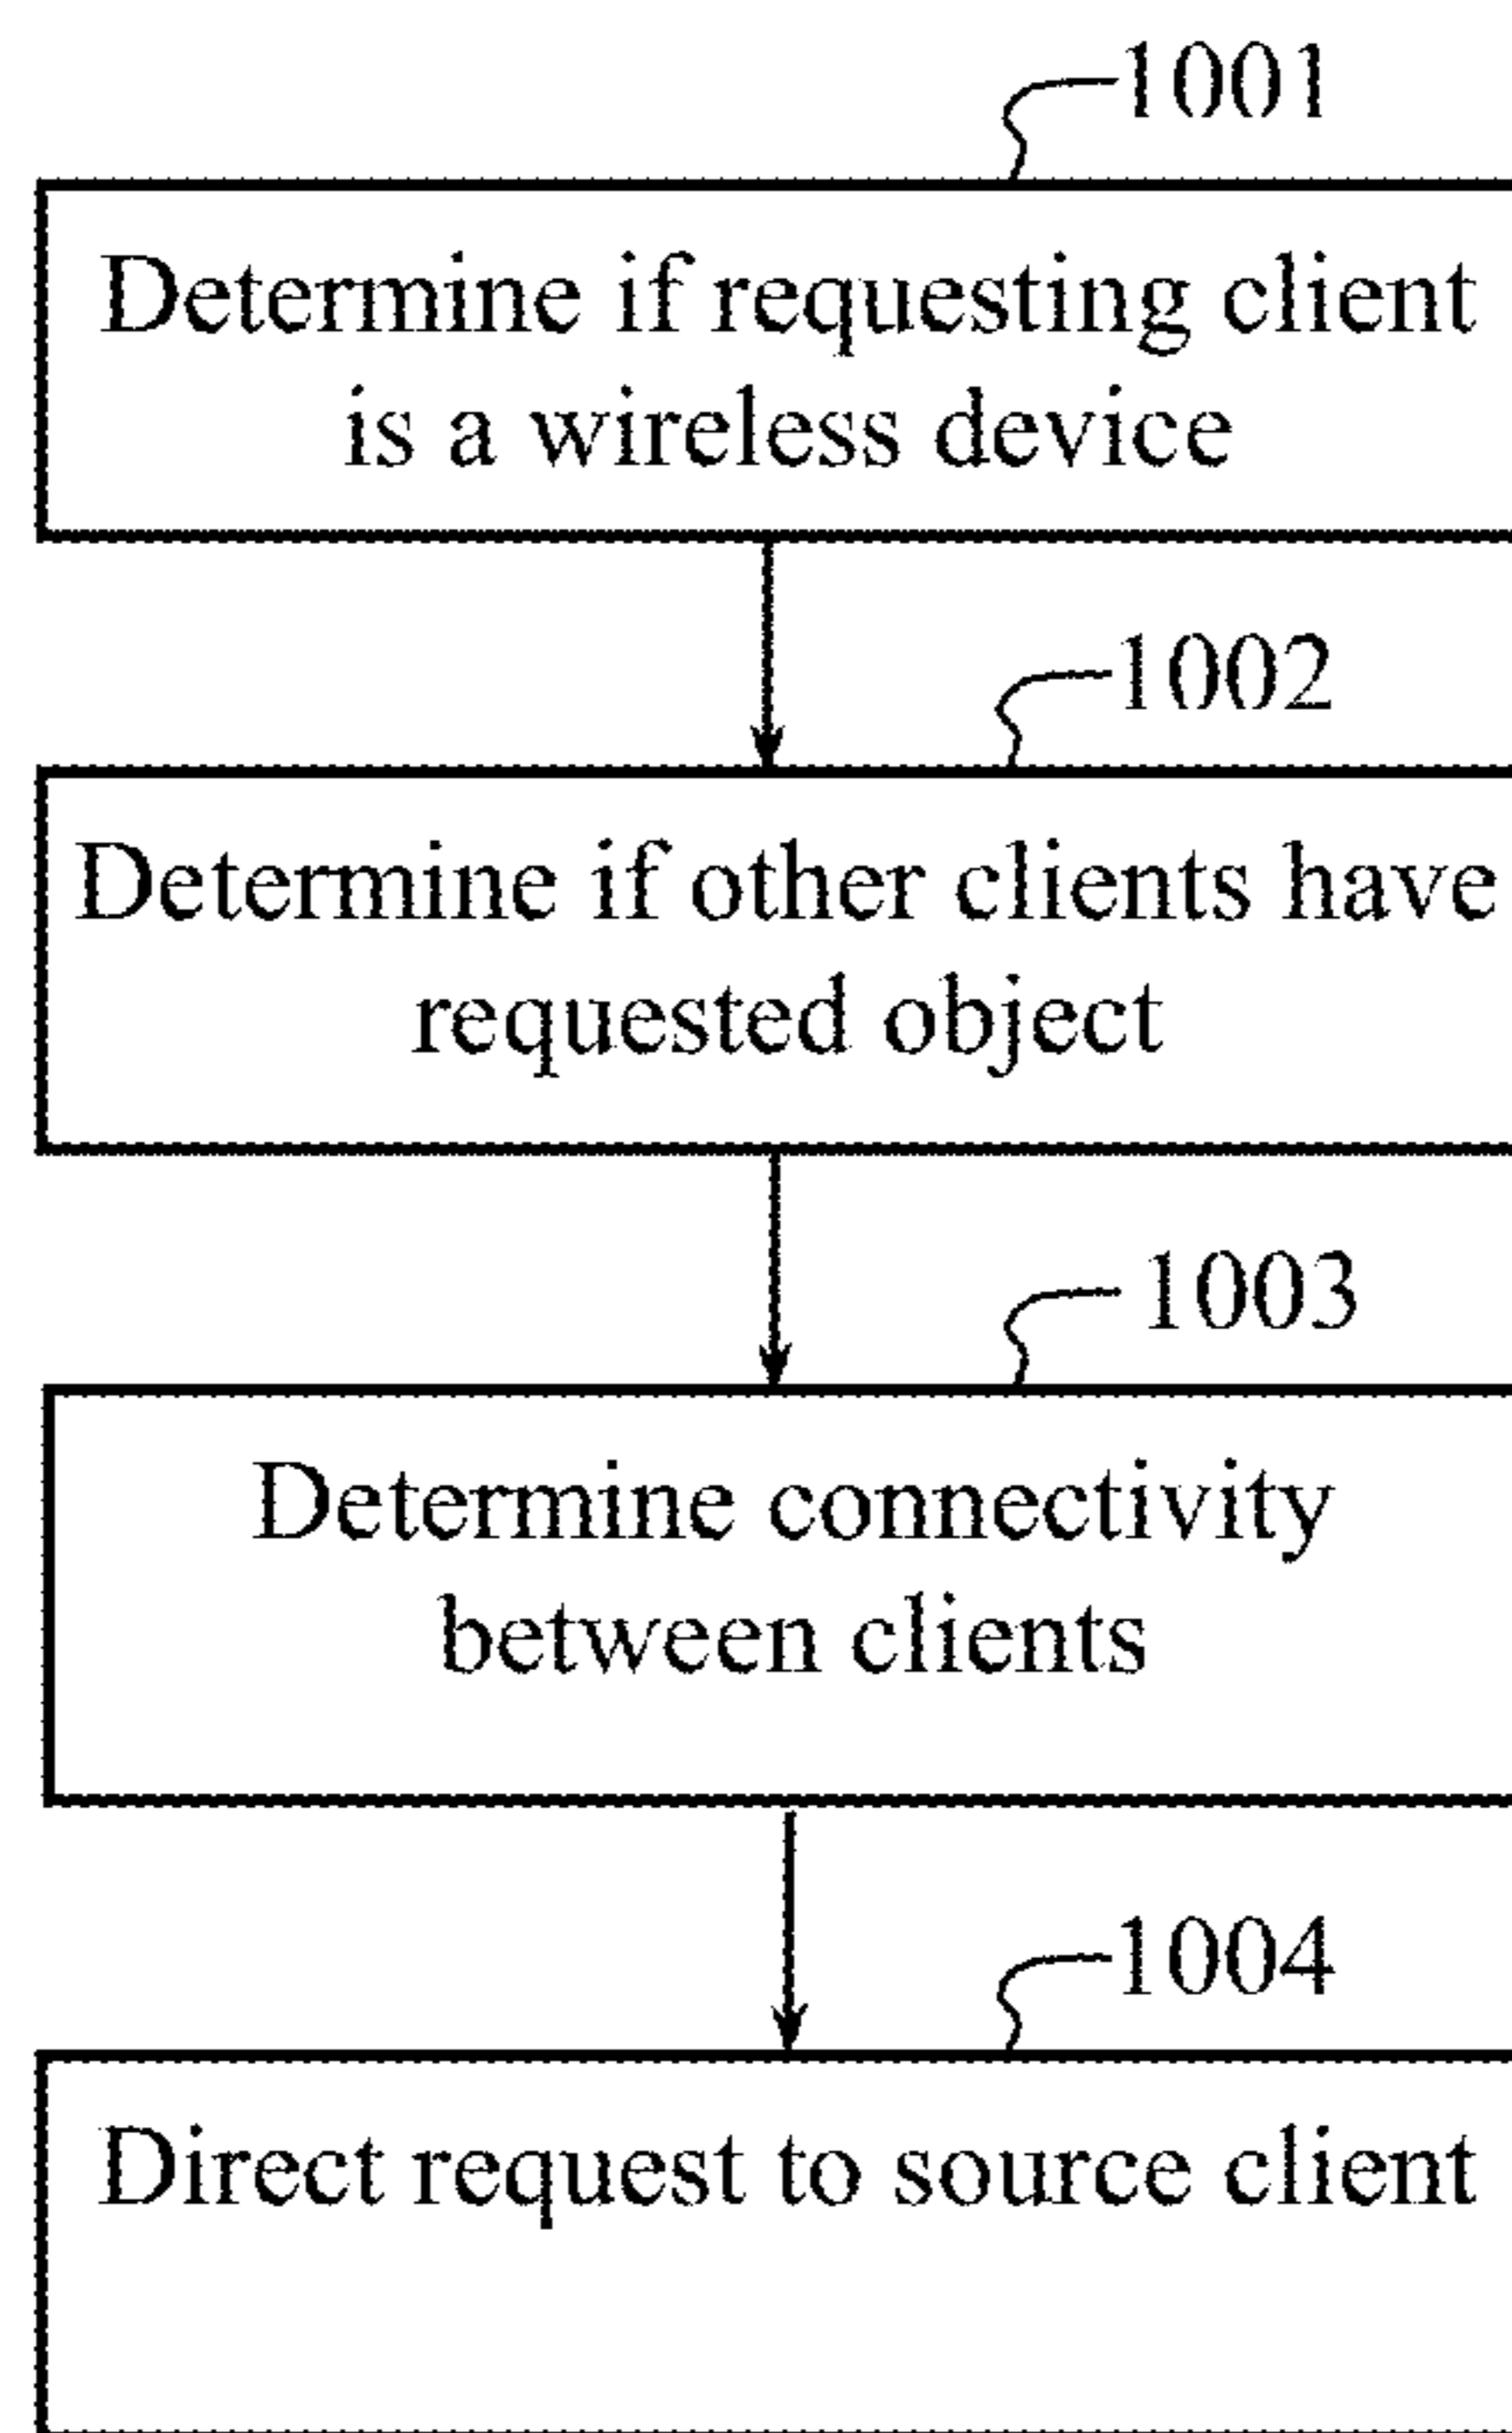 1001
Determine if requesting client
is a wireless device
1002
Determine if other clients have
requested object
1003
Determine connectivity
between clients
1004
Direct request to source client